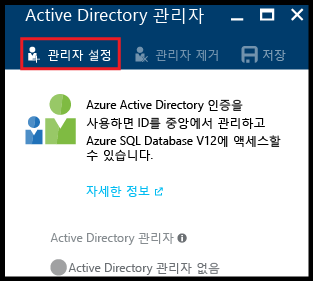 Active Directory 관리자
관리자 설정 관리자 제거 저장
Azure Active Directory 인증을
사용하면 ID를 중앙에서 관리하고
Azure SQL Database V12에 액세스할
수 있습니다.
자세한 정보
Active Directory 관리자
Active Directory 관리자 없음